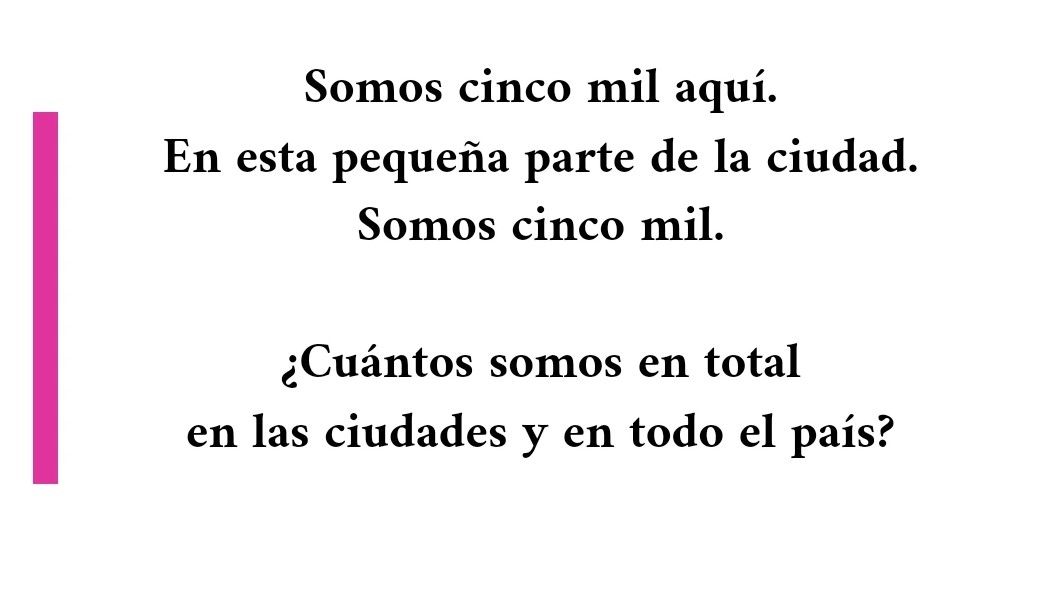 Somos cinco mil aquí.
En esta pequeña parte de la ciudad.
Somos cinco mil.
¿Cuántos somos en total
en las ciudades y en todo el país?